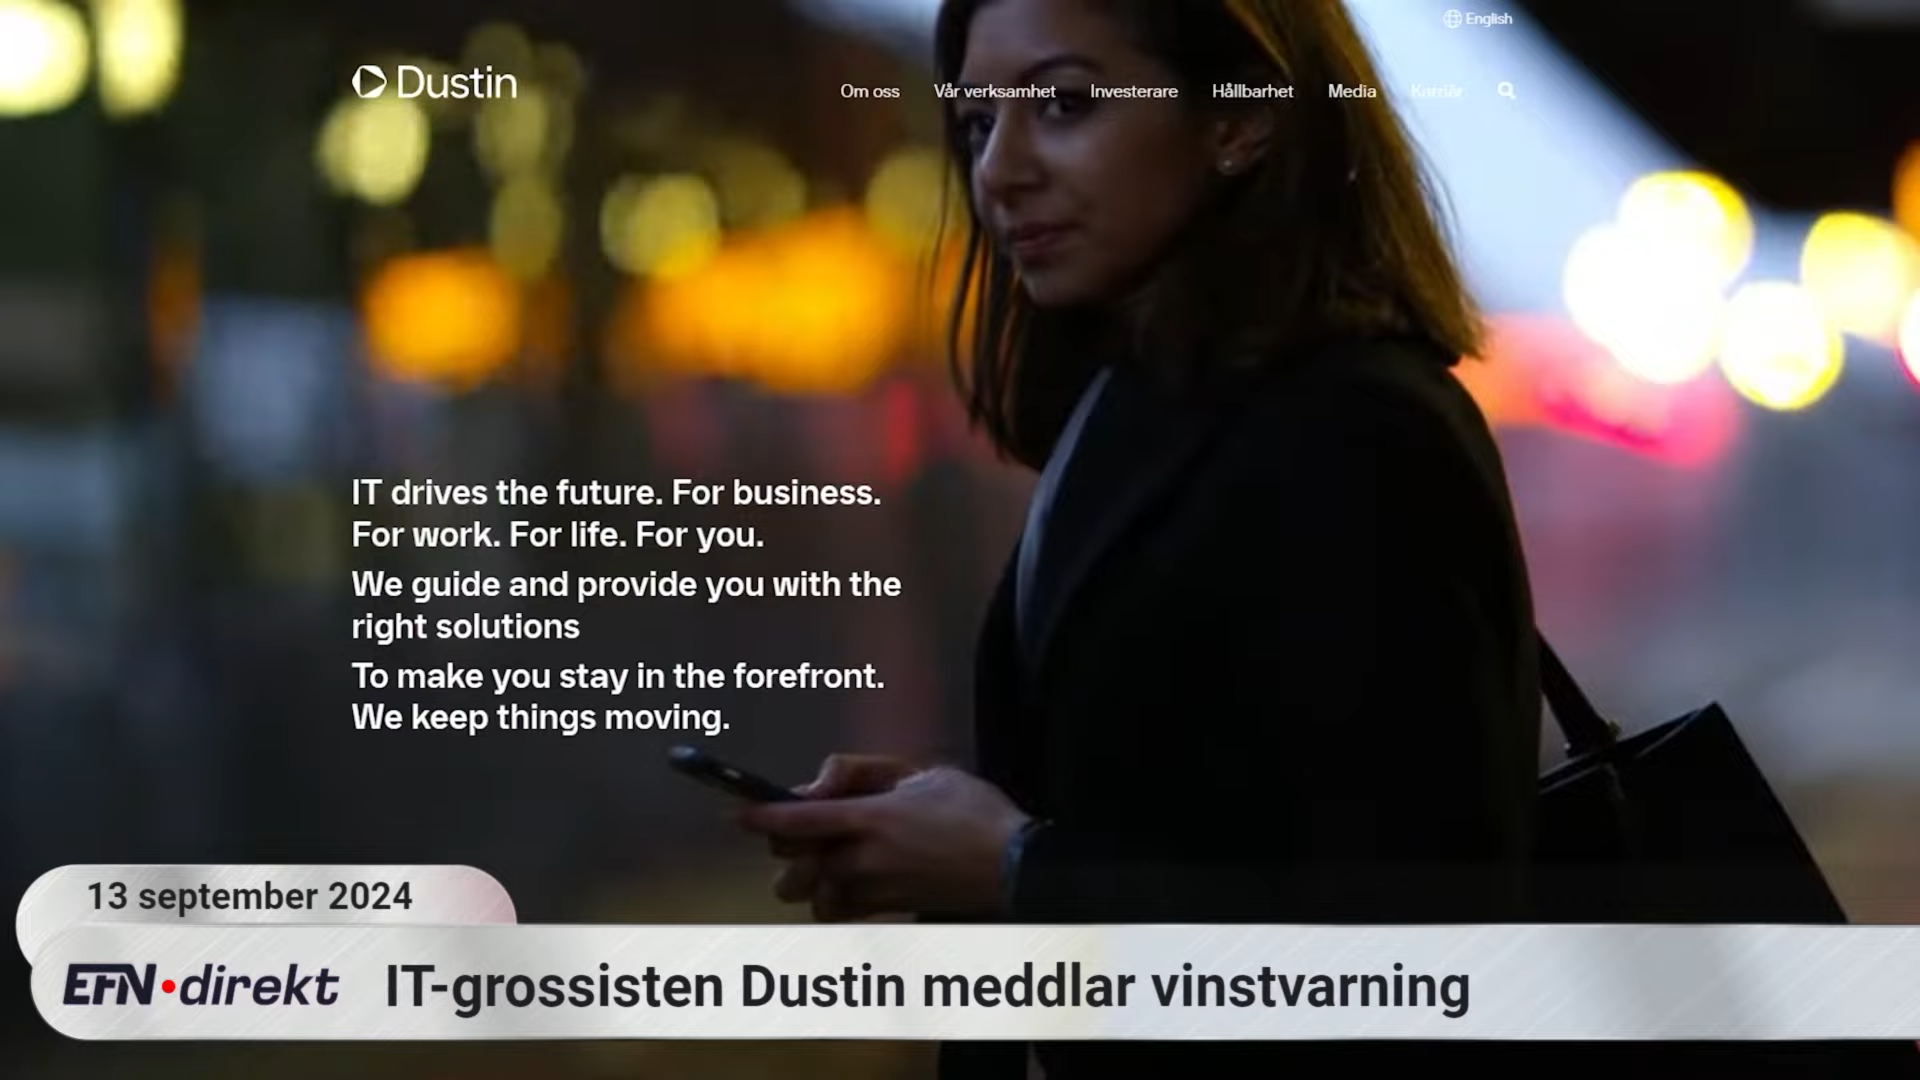 English
Dustin
Om oss Vår verksamhet Investerare Hållbarhet Media Karriär
IT drives the future. For business.
For work. For life. For you.
We guide and provide you with the
right solutions
To make you stay in the forefront.
We keep things moving.
13 september 2024
EFN•direkt IT-grossisten Dustin meddlar vinstvarning